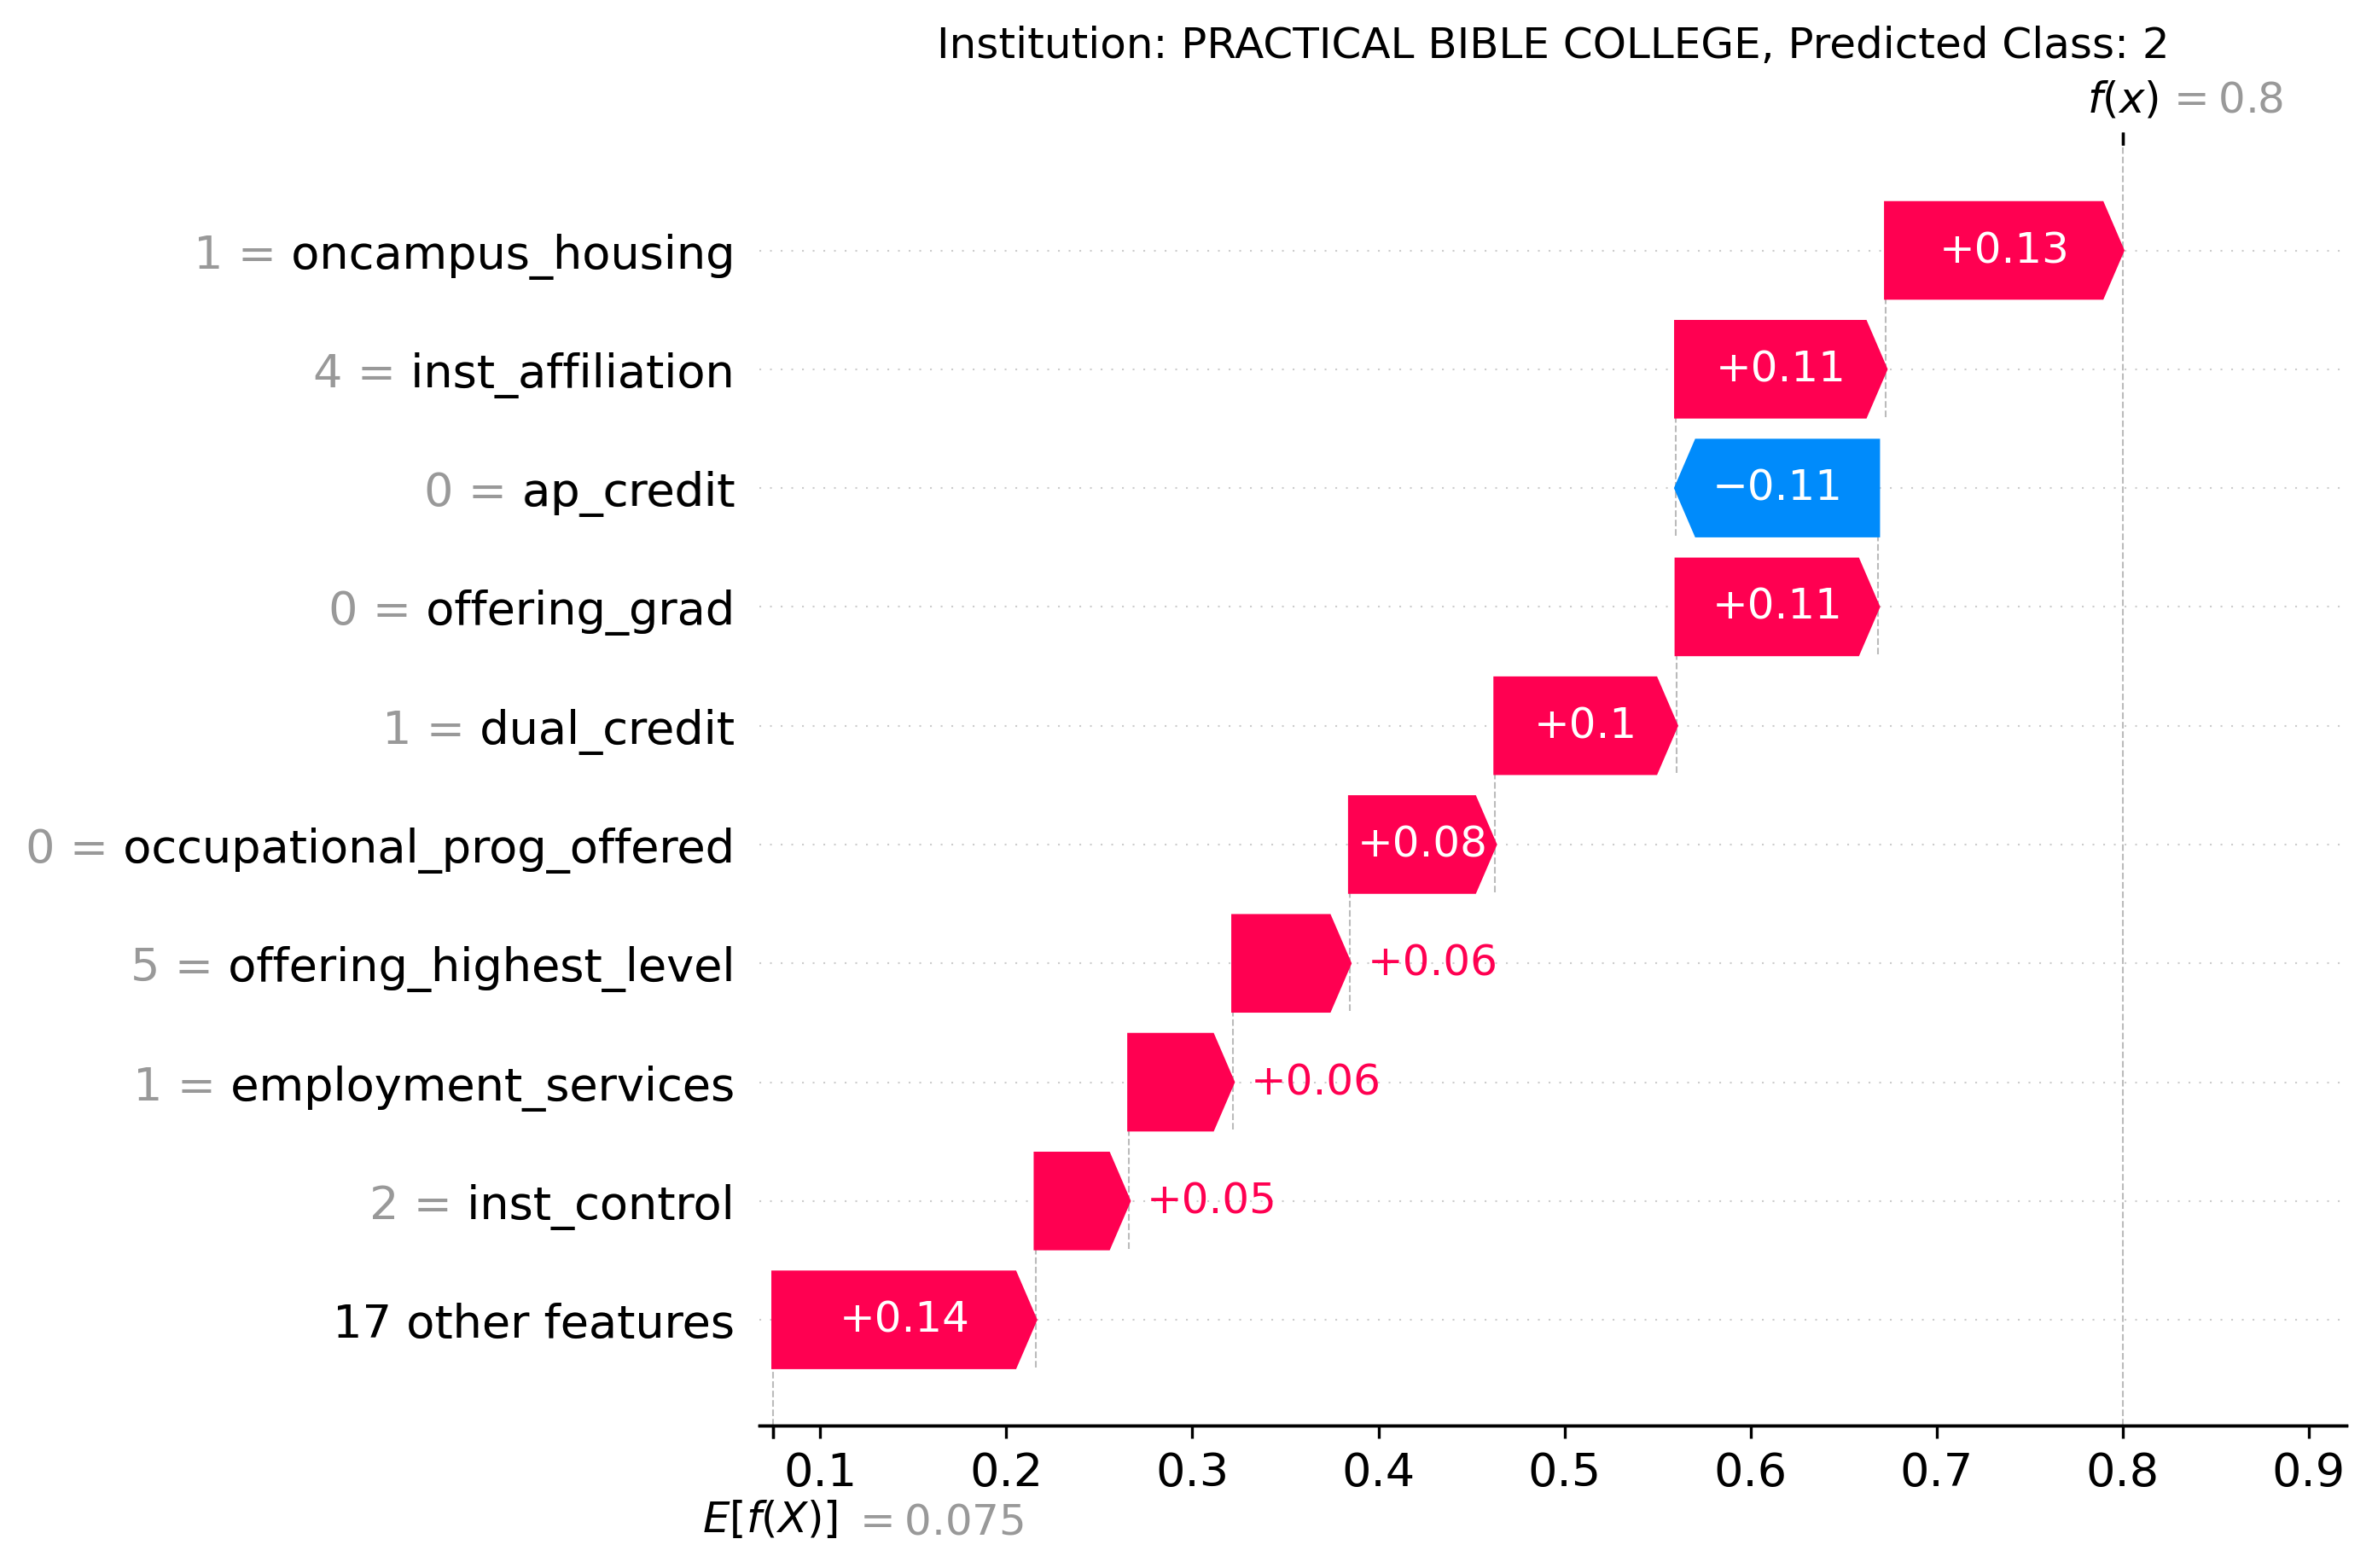 Institution: PRACTICAL BIBLE COLLEGE, Predicted Class: 2
f(x) = 0.8
1 = oncampus_housing +0.13
4 = inst_affiliation +0.11
0 = ap_credit −0.11
0 = offering_grad +0.11
1 = dual_credit +0.1
0 = occupational_prog_offered +0.08
5 = offering_highest_level +0.06
1 = employment_services +0.06
2 = inst_control +0.05
17 other features +0.14
0.1 0.2 0.3 0.4 0.5 0.6 0.7 0.8 0.9
E[f(X)] = 0.075